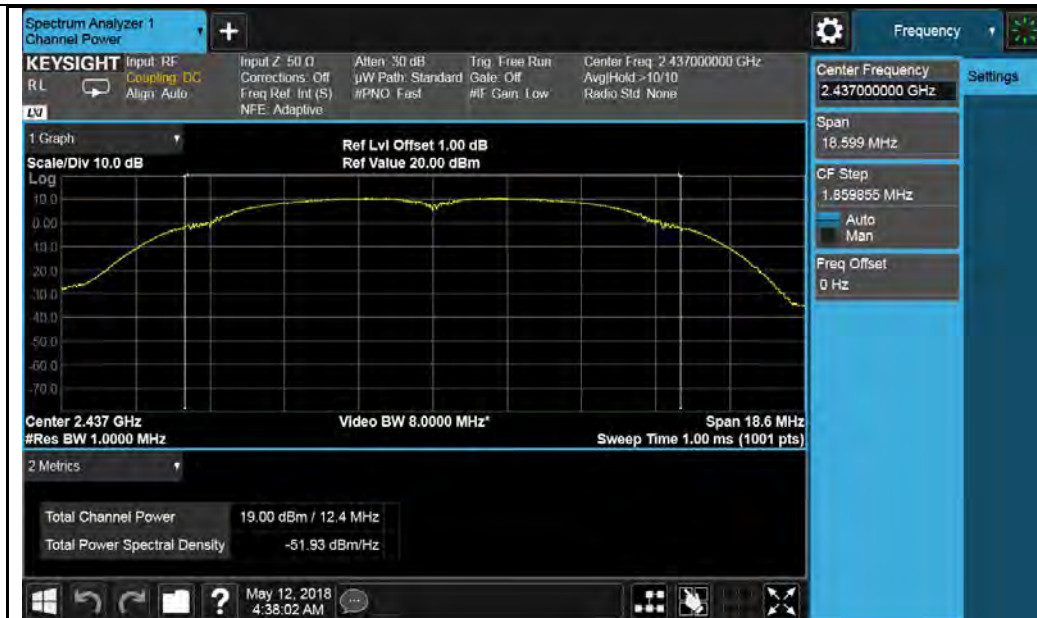 Spectrum Analyzer 1
Channel Power
+
Frequency
KEYSIGHT
RL
LXI
Input: RF
Coupling: DC
Align: Auto
Input Z: 50 Ω
Corrections: Off
Freq Ref: Int (S)
NFE: Adaptive
Atten: 30 dB
µW Path: Standard
#PNO: Fast
Trig: Free Run
Gate: Off
#IF Gain: Low
Center Freq: 2.437000000 GHz
Avg|Hold:>10/10
Radio Std: None
Center Frequency
2.437000000 GHz
Settings
Span
18.599 MHz
CF Step
1.859855 MHz
Auto
Man
Freq Offset
0 Hz
1 Graph
Scale/Div 10.0 dB
Ref Lvl Offset 1.00 dB
Ref Value 20.00 dBm
Log
10.0
0.00
-10.0
-20.0
-30.0
-40.0
-50.0
-60.0
-70.0
Center 2.437 GHz
#Res BW 1.0000 MHz
Video BW 8.0000 MHz*
Span 18.6 MHz
Sweep Time 1.00 ms (1001 pts)
2 Metrics
Total Channel Power 19.00 dBm / 12.4 MHz
Total Power Spectral Density -51.93 dBm/Hz
?
May 12, 2018
4:38:02 AM